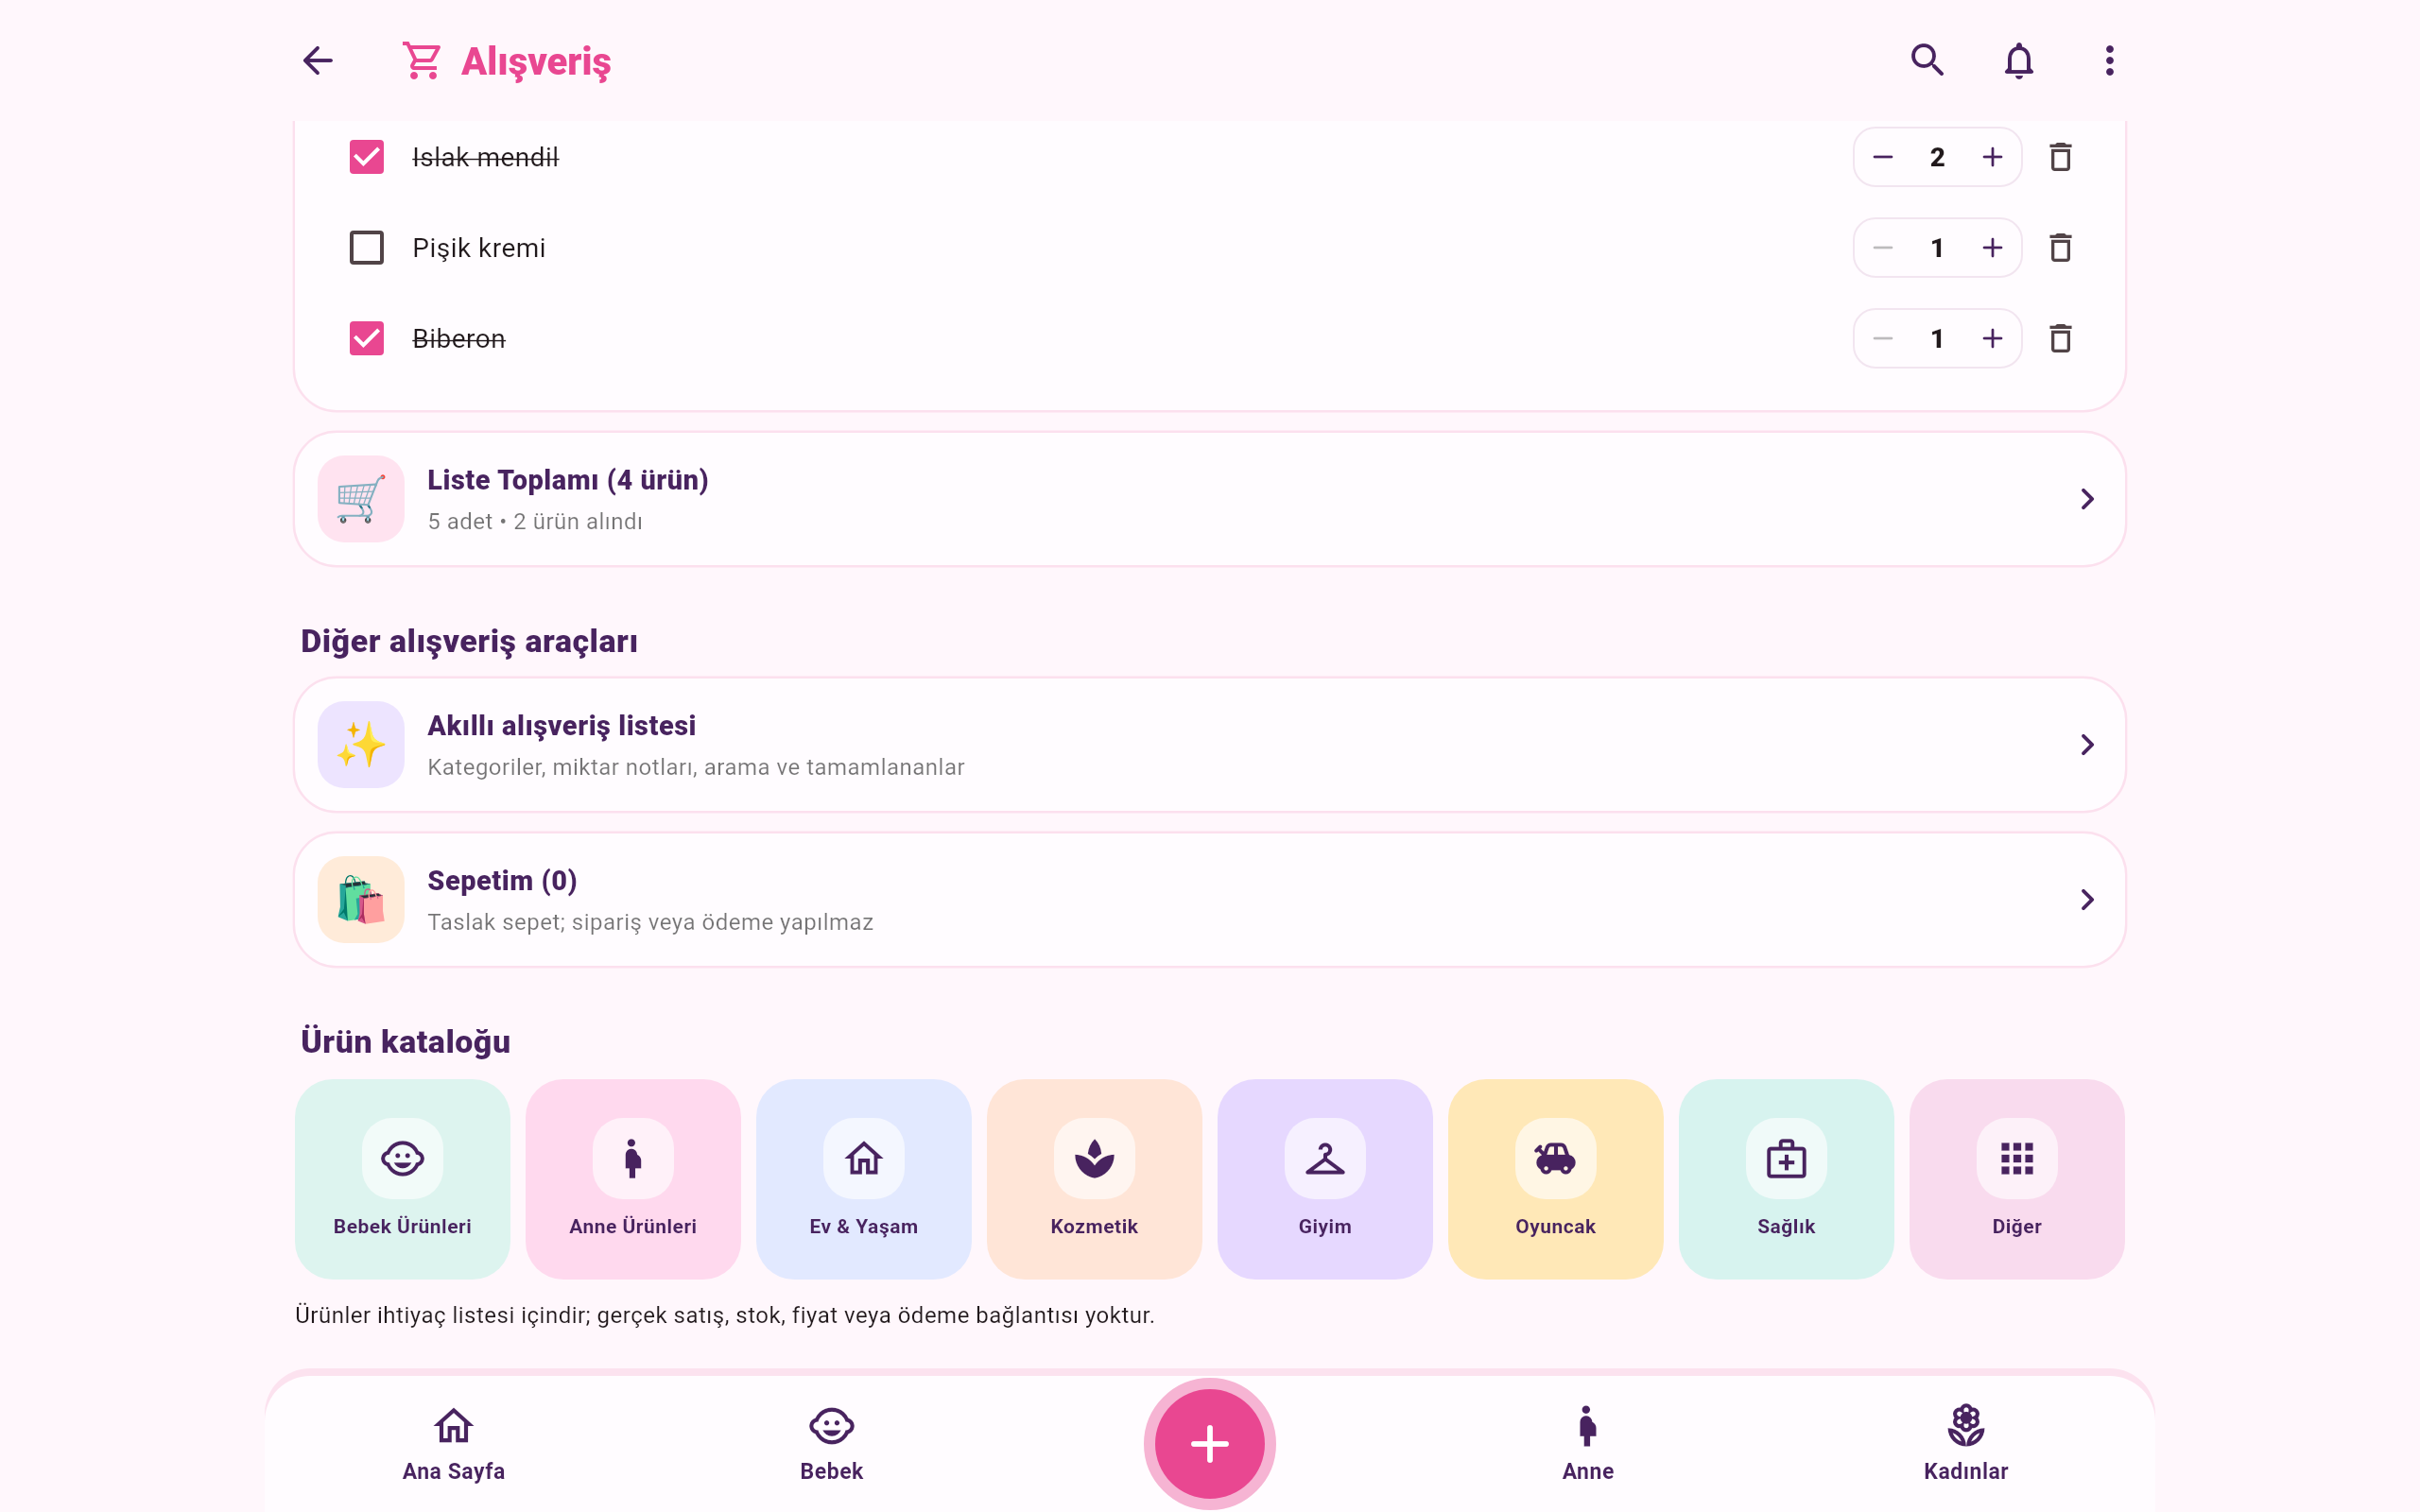 Alışveriş
Islak mendil
2
Pişik kremi
1
Biberon
1
Liste Toplamı (4 ürün)
5 adet • 2 ürün alındı
Diğer alışveriş araçları
Akıllı alışveriş listesi
Kategoriler, miktar notları, arama ve tamamlananlar
Sepetim (0)
Taslak sepet; sipariş veya ödeme yapılmaz
Ürün kataloğu
Bebek Ürünleri
Anne Ürünleri
Ev & Yaşam
Kozmetik
Giyim
Oyuncak
Sağlık
Diğer
Ürünler ihtiyaç listesi içindir; gerçek satış, stok, fiyat veya ödeme bağlantısı yoktur.
Ana Sayfa
Bebek
Anne
Kadınlar